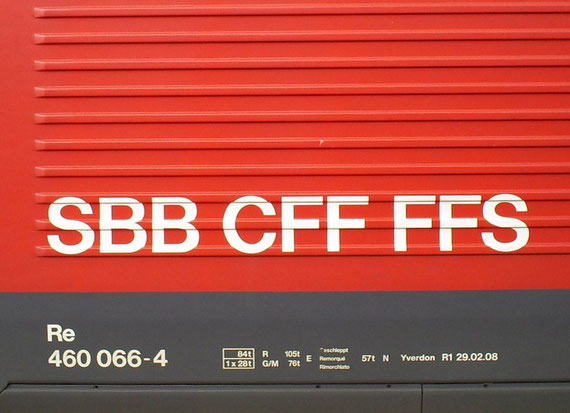 SBB CFF FFS
Re
460 066-4
84t R 105t E
1 x 28t G/M 76t
Geschleppt
Remorqué
Rimorchiato
57t N Yverdon R1 29.02.08